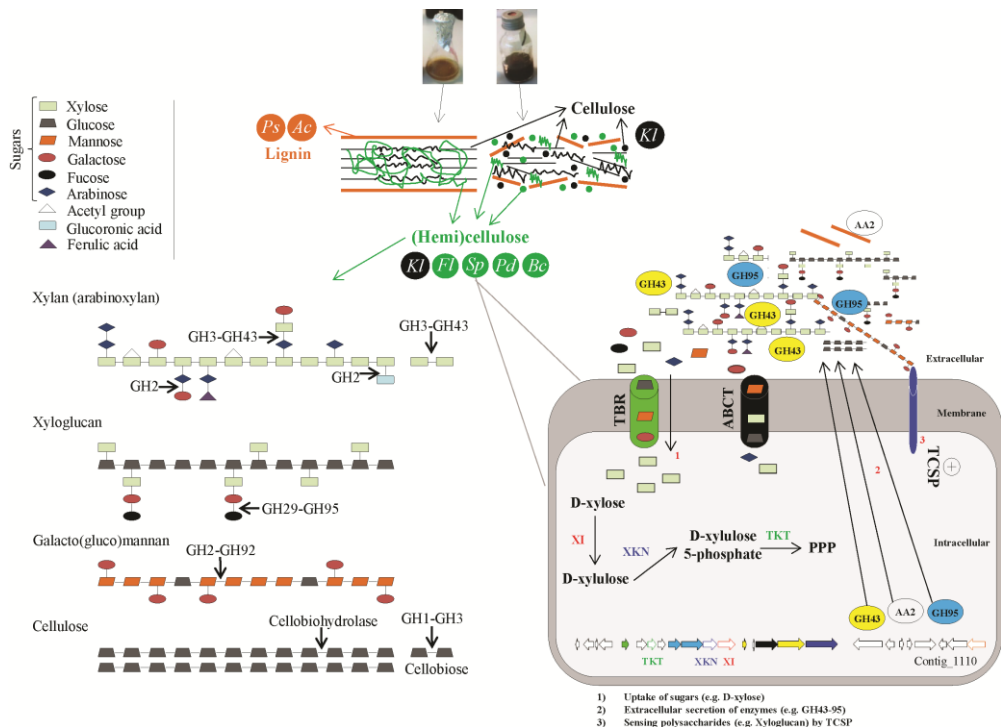 Sugars
Xylose
Glucose
Mannose
Galactose
Fucose
Arabinose
Acetyl group
Glucoronic acid
Ferulic acid
Ps Ac
Lignin
Cellulose
Kl
(Hemi)cellulose
Kl Fl Sp Pd Bc
Xylan (arabinoxylan)
GH3-GH43
GH3-GH43
GH2
GH2
Xyloglucan
GH29-GH95
Galacto(gluco)mannan
GH2-GH92
Cellulose
Cellobiohydrolase
GH1-GH3
Cellobiose
AA2
GH95
GH43
GH95
GH43
GH43
Extracellular
Membrane
TBR
ABCT
1
3
TCSP
+
2
D-xylose
XI
D-xylulose
XKN
D-xylulose
5-phosphate
TKT
PPP
Intracellular
GH43
AA2
GH95
TKT
XKN
XI
Contig_1110
1) Uptake of sugars (e.g. D-xylose)
2) Extracellular secretion of enzymes (e.g. GH43-95)
3) Sensing polysaccharides (e.g. Xyloglucan) by TCSP